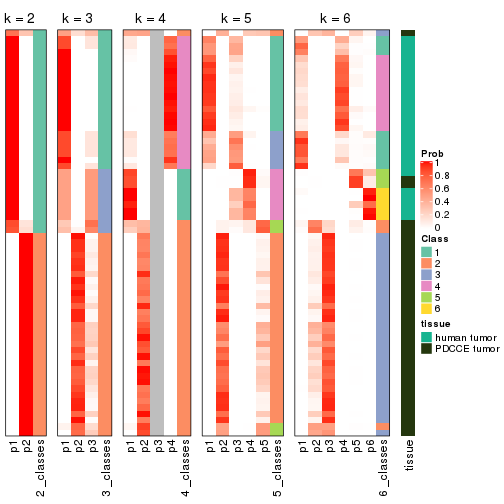 k = 2 k = 3 k = 4 k = 5 k = 6
Prob
1
0.8
0.6
0.4
0.2
0
Class
1
2
3
4
5
6
tissue
human tumor
PDCCE tumor
p1 p2 2_classes p1 p2 p3 3_classes p1 p2 p3 p4 4_classes p1 p2 p3 p4 p5 5_classes p1 p2 p3 p4 p5 p6 6_classes tissue